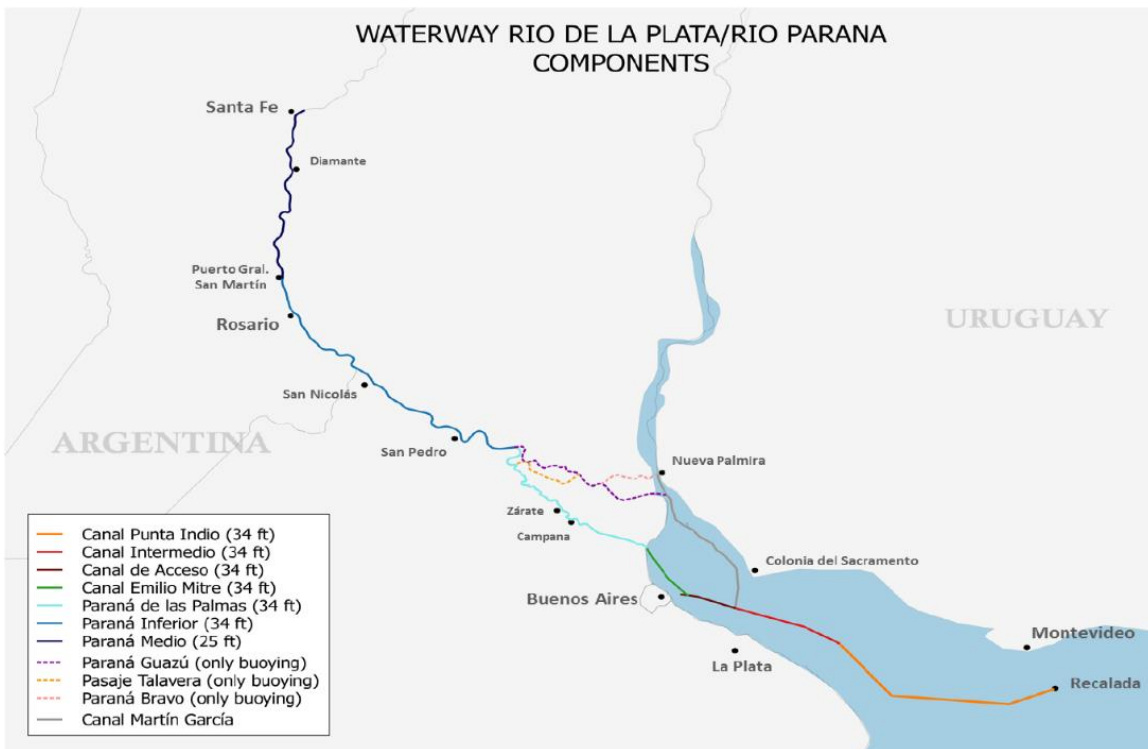 WATERWAY RIO DE LA PLATA/RIO PARANA
COMPONENTS
Santa Fe
Diamante
Puerto Gral.
San Martín
Rosario
URUGUAY
San Nicolás
ARGENTINA
San Pedro
Nueva Palmira
Zárate
Campana
Colonia del Sacramento
Buenos Aires
Montevideo
La Plata
Recalada
Canal Punta Indio (34 ft)
Canal Intermedio (34 ft)
Canal de Acceso (34 ft)
Canal Emilio Mitre (34 ft)
Paraná de las Palmas (34 ft)
Paraná Inferior (34 ft)
Paraná Medio (25 ft)
Paraná Guazú (only buoying)
Pasaje Talavera (only buoying)
Paraná Bravo (only buoying)
Canal Martín García